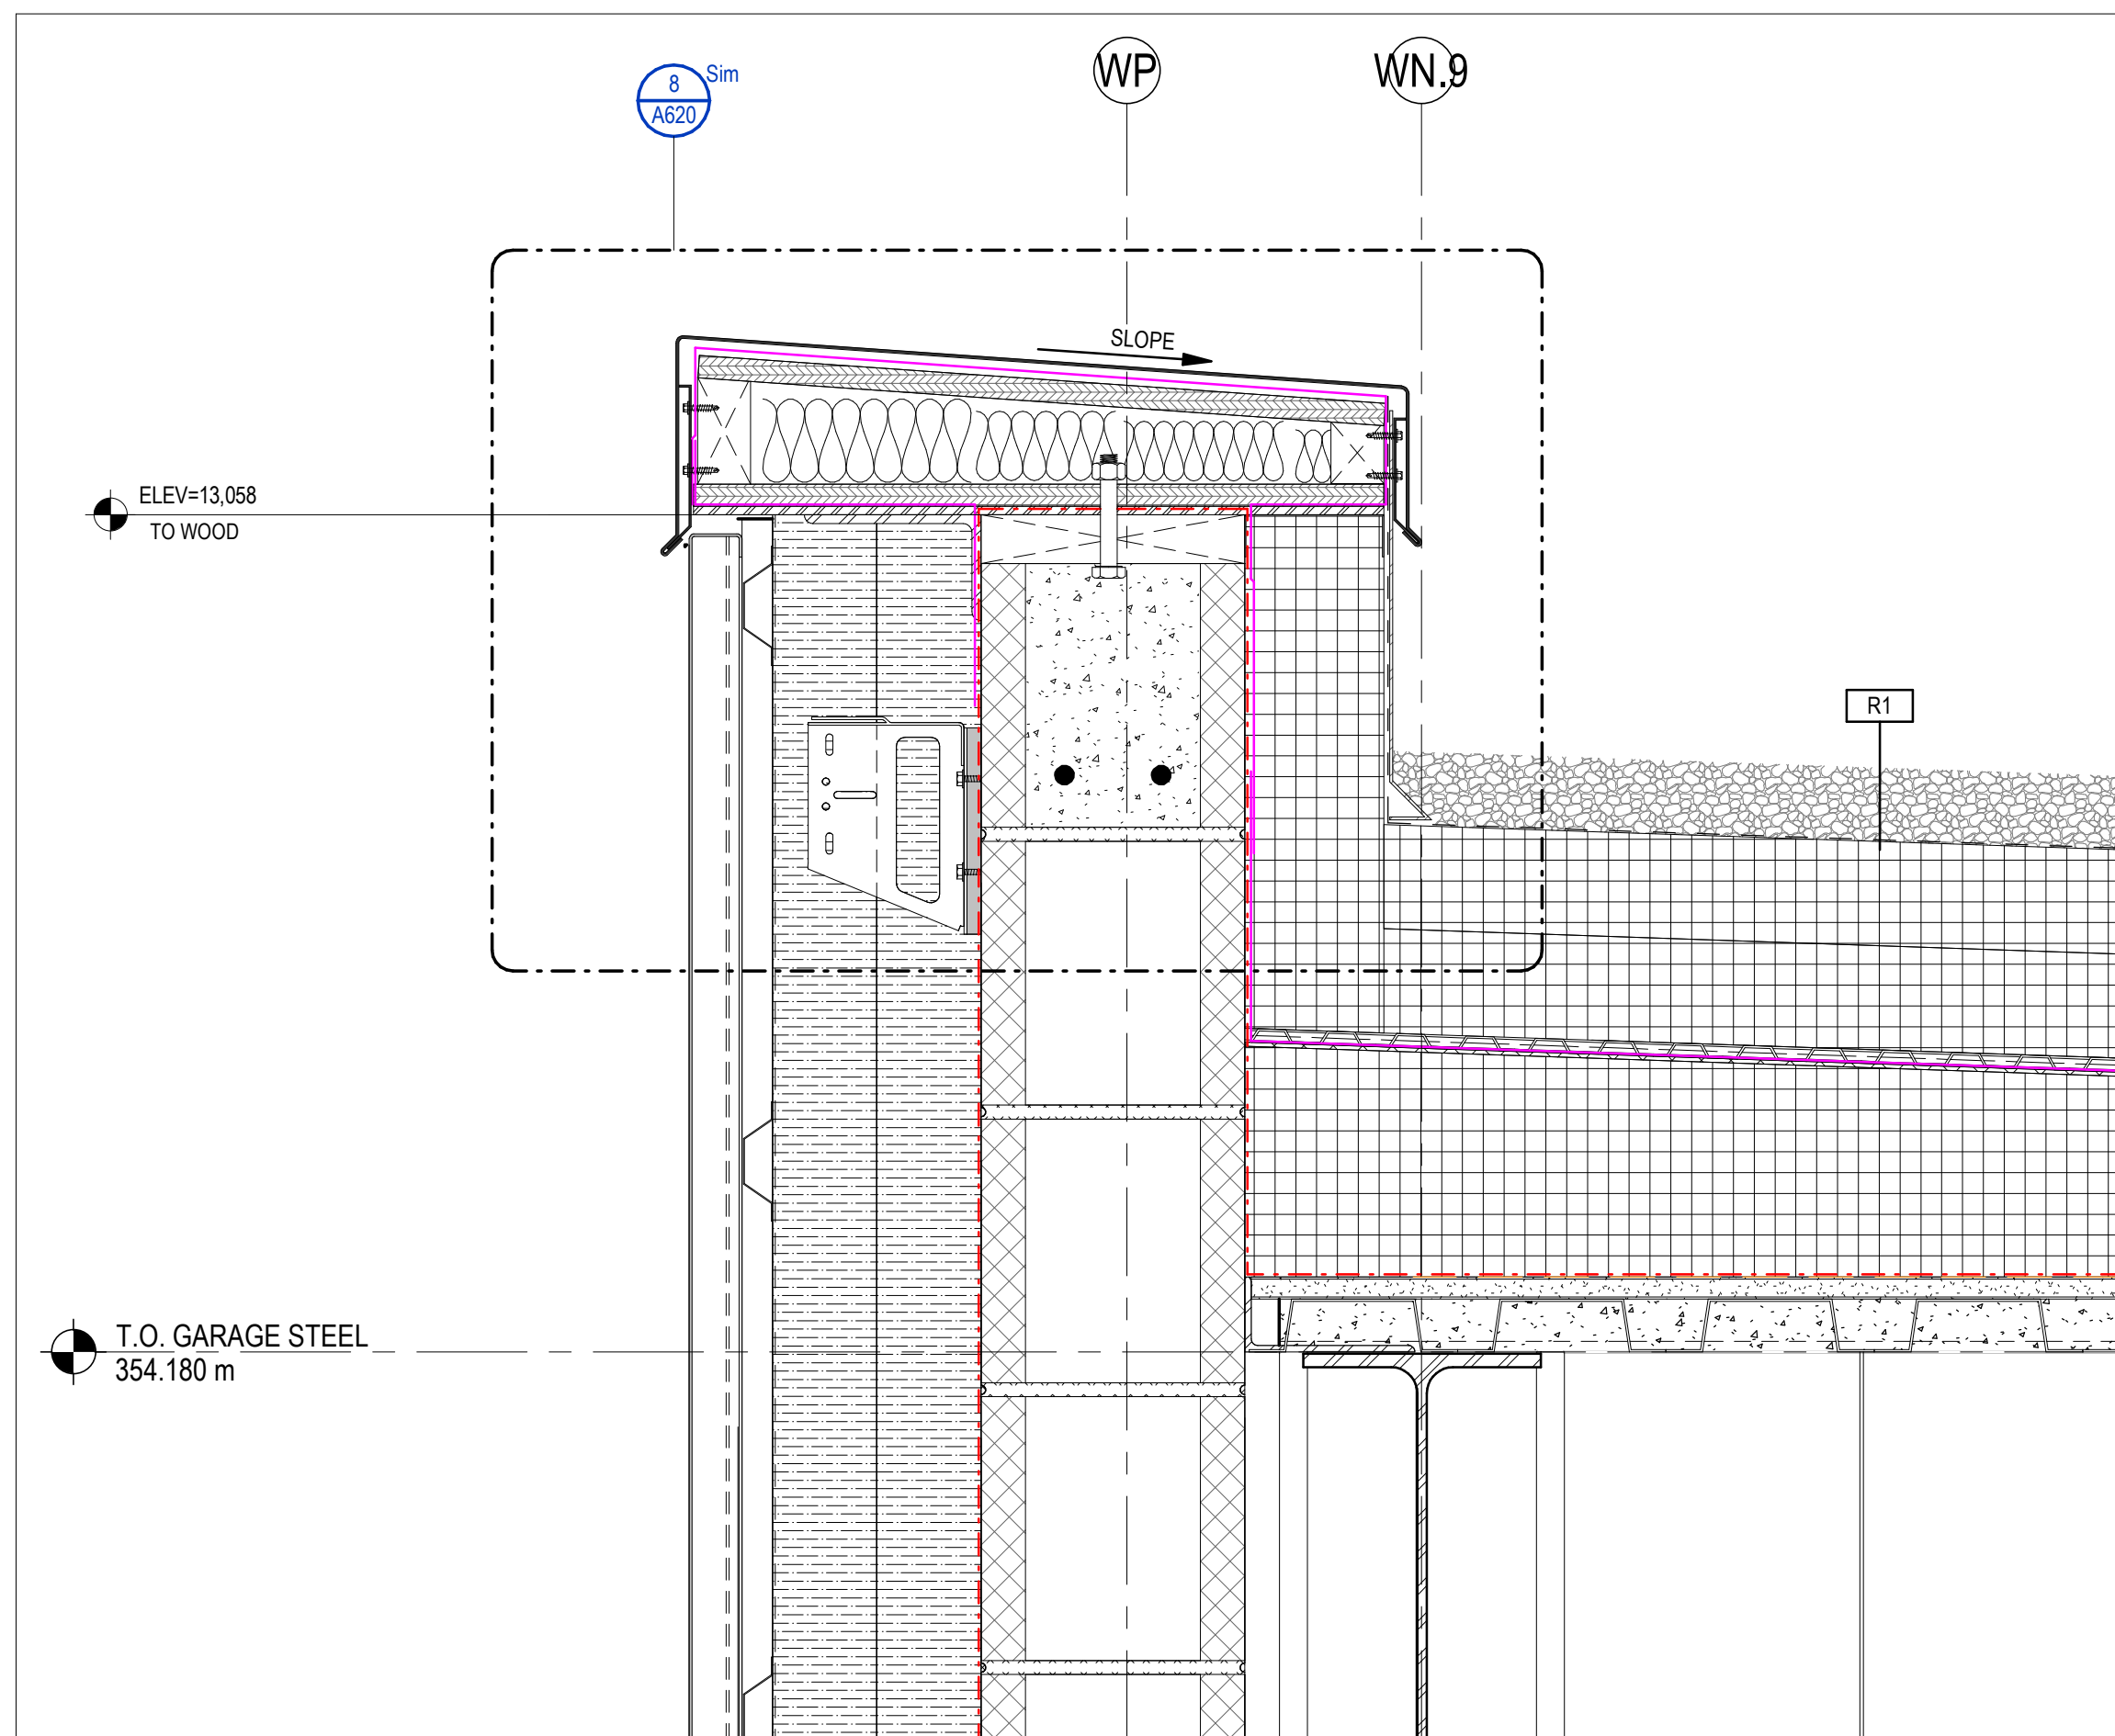 8
Sim
A620
WP
WN.9
SLOPE
ELEV=13,058
TO WOOD
R1
T.O. GARAGE STEEL
354.180 m